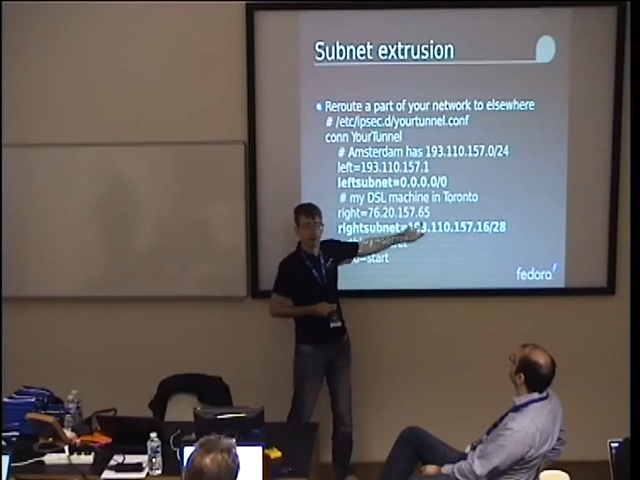 Subnet extrusion
Reroute a part of your network to elsewhere
# /etc/ipsec.d/yourtunnel.conf
conn YourTunnel
# Amsterdam has 193.110.157.0/24
left=193.110.157.1
leftsubnet=0.0.0.0/0
# my DSL machine in Toronto
right=76.20.157.65
rightsubnet=193.110.157.16/28
=start
fedora